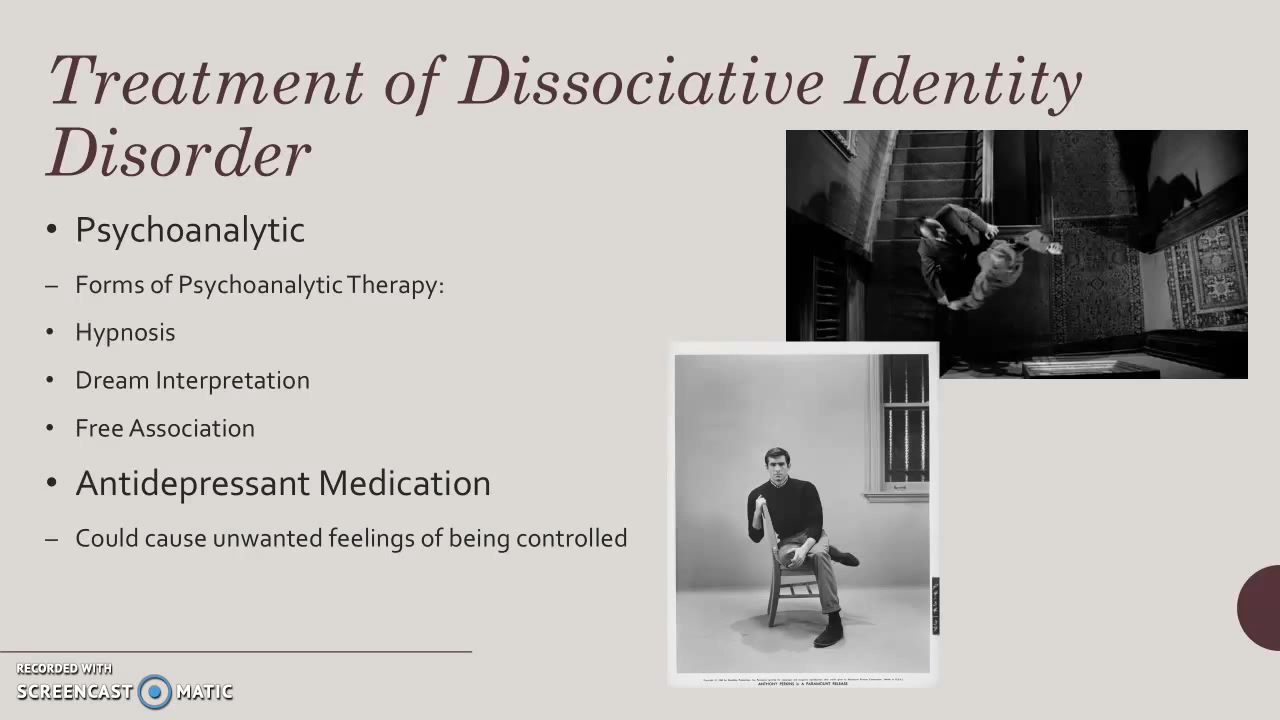 Treatment of Dissociative Identity
Disorder
• Psychoanalytic
– Forms of Psychoanalytic Therapy:
• Hypnosis
• Dream Interpretation
• Free Association
• Antidepressant Medication
– Could cause unwanted feelings of being controlled
ANTHONY PERKINS in A PARAMOUNT RELEASE
RECORDED WITH
SCREENCAST MATIC